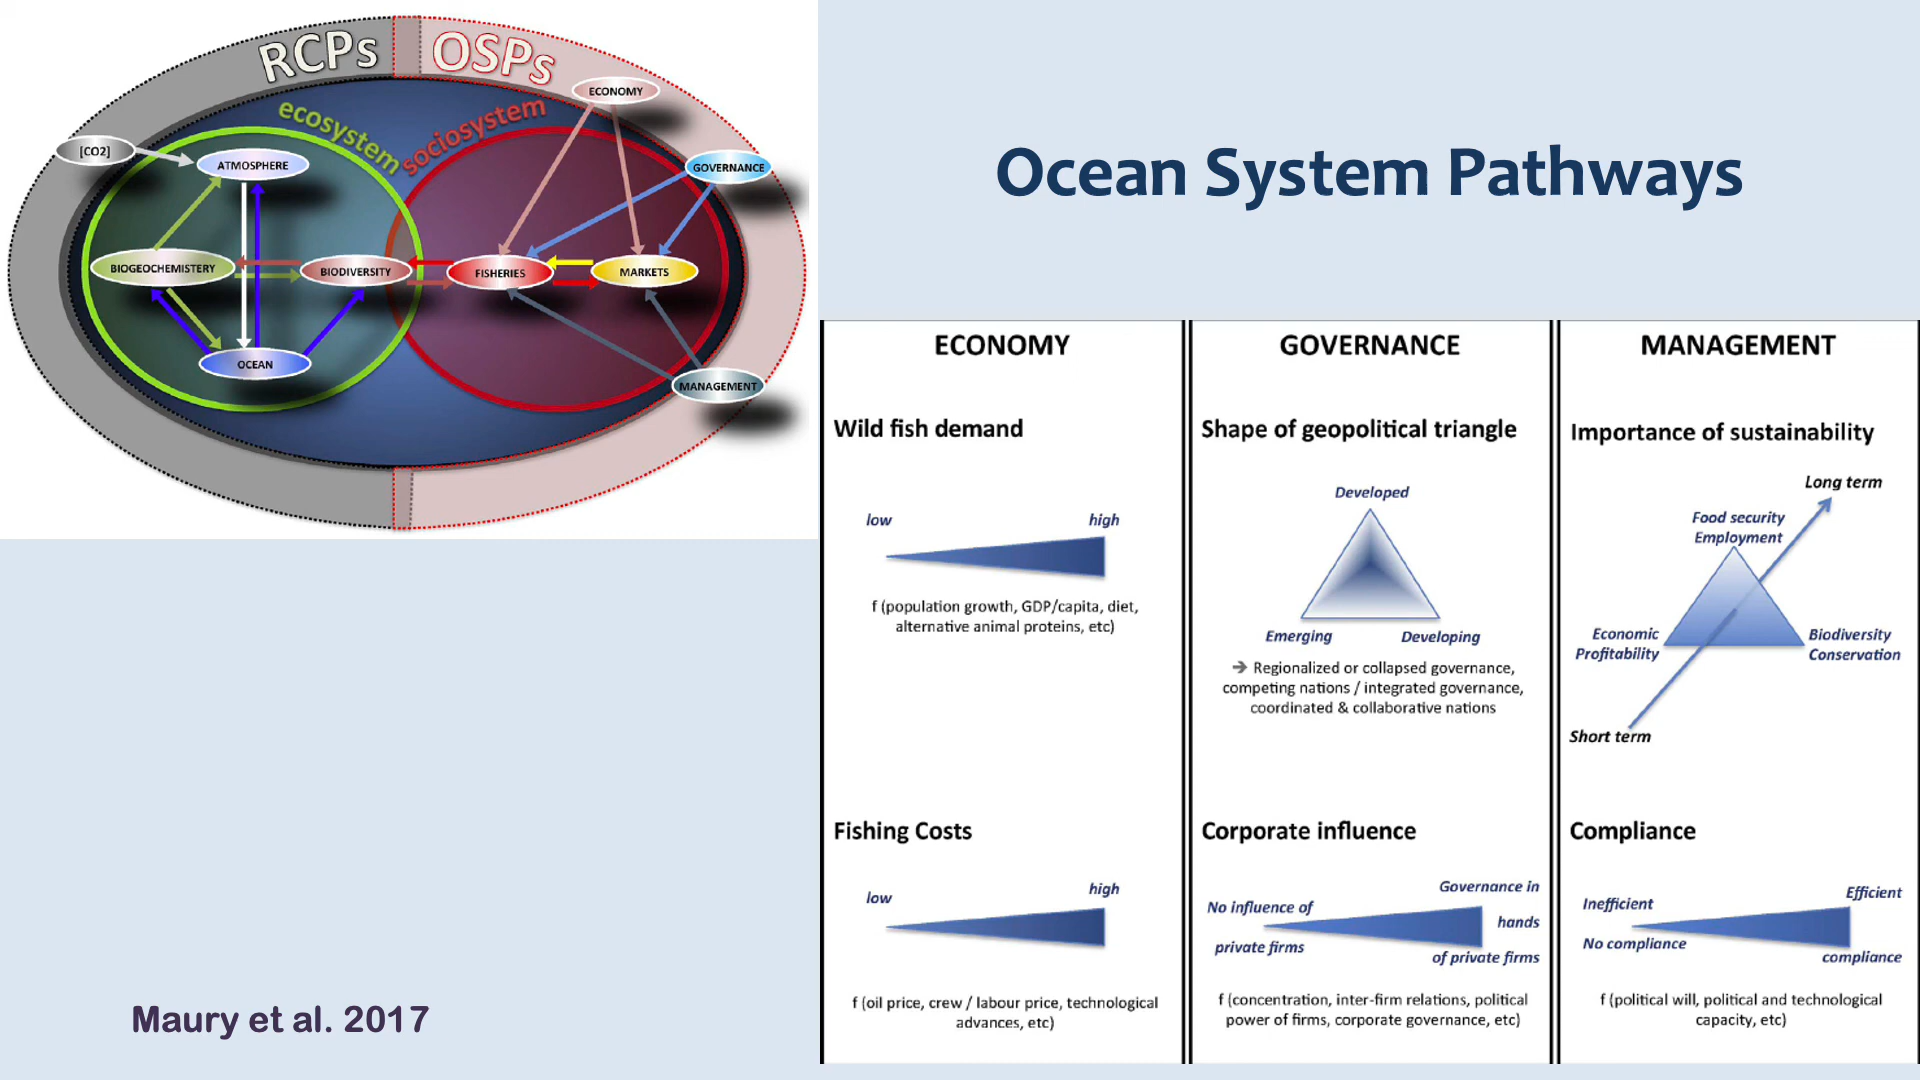 RCPs
OSPs
ecosystem
sociosystem
ECONOMY
[CO2]
ATMOSPHERE
GOVERNANCE
BIOGEOCHEMISTERY
BIODIVERSITY
FISHERIES
MARKETS
OCEAN
MANAGEMENT
Ocean System Pathways
ECONOMY
Wild fish demand
low
high
f (population growth, GDP/capita, diet,
alternative animal proteins, etc)
Fishing Costs
low
high
f (oil price, crew / labour price, technological
advances, etc)
GOVERNANCE
Shape of geopolitical triangle
Developed
Emerging
Developing
➔ Regionalized or collapsed governance,
competing nations / integrated governance,
coordinated & collaborative nations
Corporate influence
No influence of
private firms
Governance in
hands
of private firms
f (concentration, inter-firm relations, political
power of firms, corporate governance, etc)
MANAGEMENT
Importance of sustainability
Long term
Food security
Employment
Economic
Profitability
Biodiversity
Conservation
Short term
Compliance
Inefficient
No compliance
Efficient
compliance
f (political will, political and technological
capacity, etc)
Maury et al. 2017